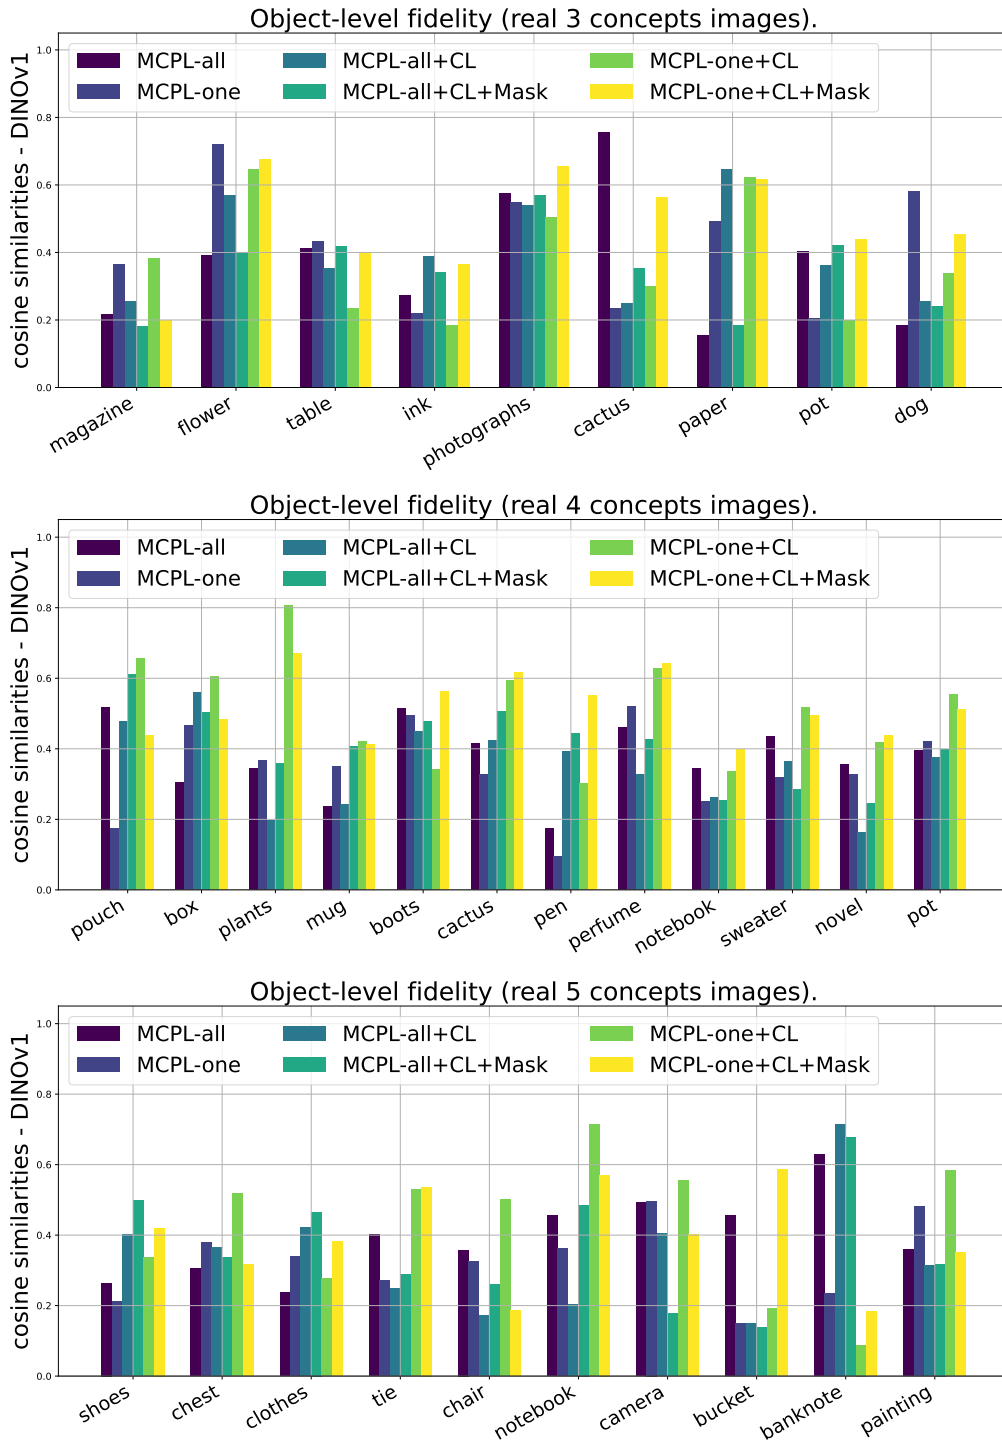 Object-level fidelity (real 3 concepts images).
cosine similarities - DINOv1
1.0
0.8
0.6
0.4
0.2
0.0
MCPL-all
MCPL-one
MCPL-all+CL
MCPL-all+CL+Mask
MCPL-one+CL
MCPL-one+CL+Mask
magazine
flower
table
ink
photographs
cactus
paper
pot
dog
Object-level fidelity (real 4 concepts images).
cosine similarities - DINOv1
1.0
0.8
0.6
0.4
0.2
0.0
MCPL-all
MCPL-one
MCPL-all+CL
MCPL-all+CL+Mask
MCPL-one+CL
MCPL-one+CL+Mask
pouch
box
plants
mug
boots
cactus
pen
perfume
notebook
sweater
novel
pot
Object-level fidelity (real 5 concepts images).
cosine similarities - DINOv1
1.0
0.8
0.6
0.4
0.2
0.0
MCPL-all
MCPL-one
MCPL-all+CL
MCPL-all+CL+Mask
MCPL-one+CL
MCPL-one+CL+Mask
shoes
chest
clothes
tie
chair
notebook
camera
bucket
banknote
painting